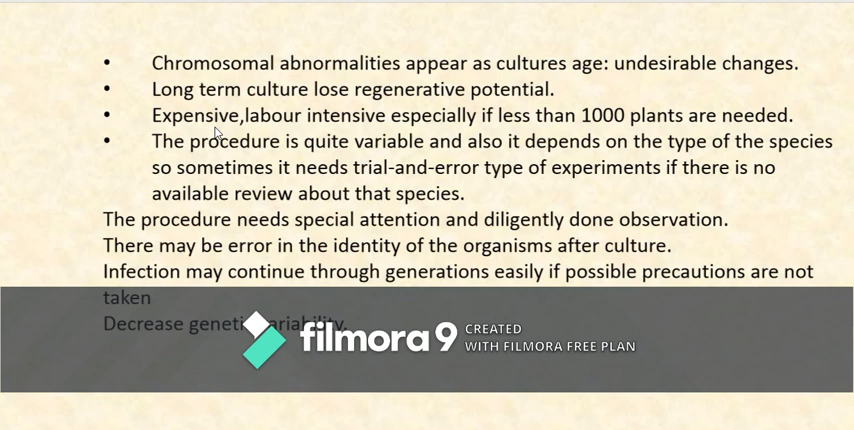 • Chromosomal abnormalities appear as cultures age: undesirable changes.
• Long term culture lose regenerative potential.
• Expensive,labour intensive especially if less than 1000 plants are needed.
• The procedure is quite variable and also it depends on the type of the species
so sometimes it needs trial-and-error type of experiments if there is no
available review about that species.
The procedure needs special attention and diligently done observation.
There may be error in the identity of the organisms after culture.
Infection may continue through generations easily if possible precautions are not
taken
Decrease genetic variability.
filmora 9 CREATED
WITH FILMORA FREE PLAN